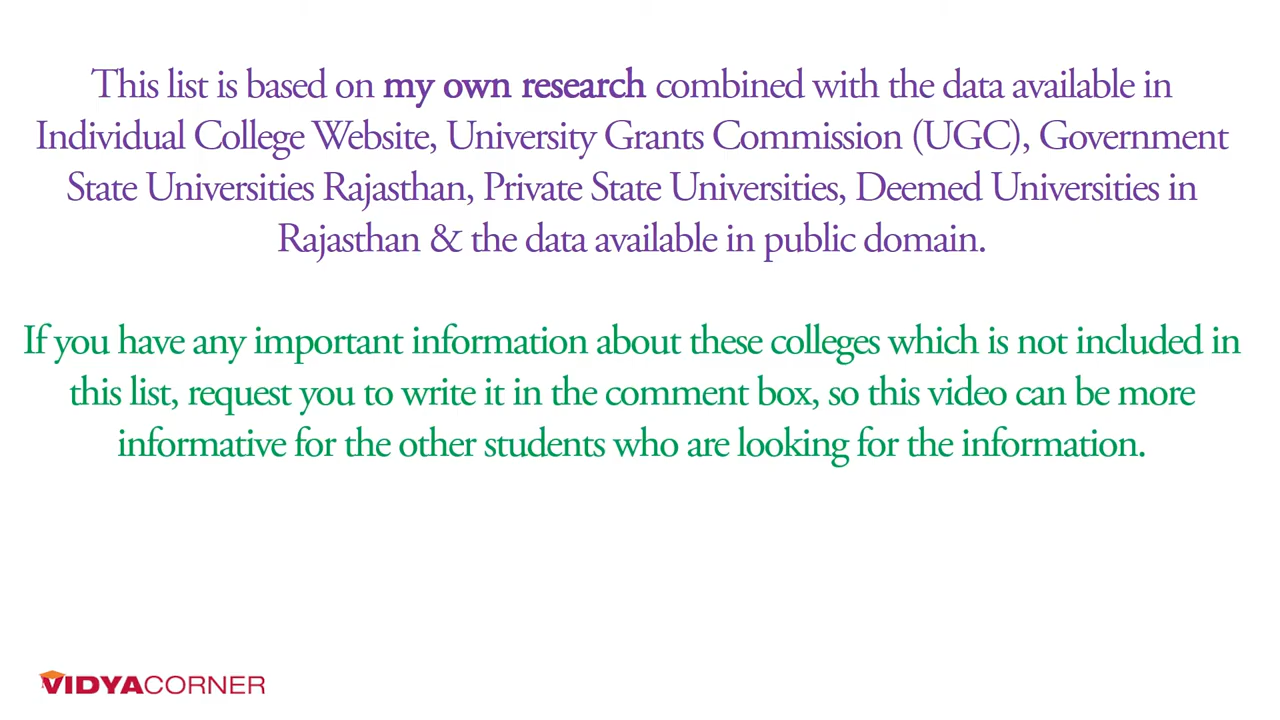 This list is based on my own research combined with the data available in
Individual College Website, University Grants Commission (UGC), Government
State Universities Rajasthan, Private State Universities, Deemed Universities in
Rajasthan & the data available in public domain.
If you have any important information about these colleges which is not included in
this list, request you to write it in the comment box, so this video can be more
informative for the other students who are looking for the information.
VIDYACORNER